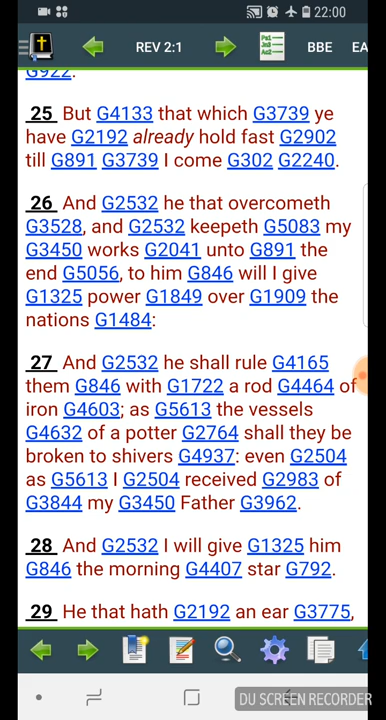 22:00
REV 2:1 BBE EA
G922.
25 But G4133 that which G3739 ye
have G2192 already hold fast G2902
till G891 G3739 I come G302 G2240.
26 And G2532 he that overcometh
G3528, and G2532 keepeth G5083 my
G3450 works G2041 unto G891 the
end G5056, to him G846 will I give
G1325 power G1849 over G1909 the
nations G1484:
27 And G2532 he shall rule G4165
them G846 with G1722 a rod G4464 of
iron G4603; as G5613 the vessels
G4632 of a potter G2764 shall they be
broken to shivers G4937: even G2504
as G5613 I G2504 received G2983 of
G3844 my G3450 Father G3962.
28 And G2532 I will give G1325 him
G846 the morning G4407 star G792.
29 He that hath G2192 an ear G3775,
DU SCREEN RECORDER